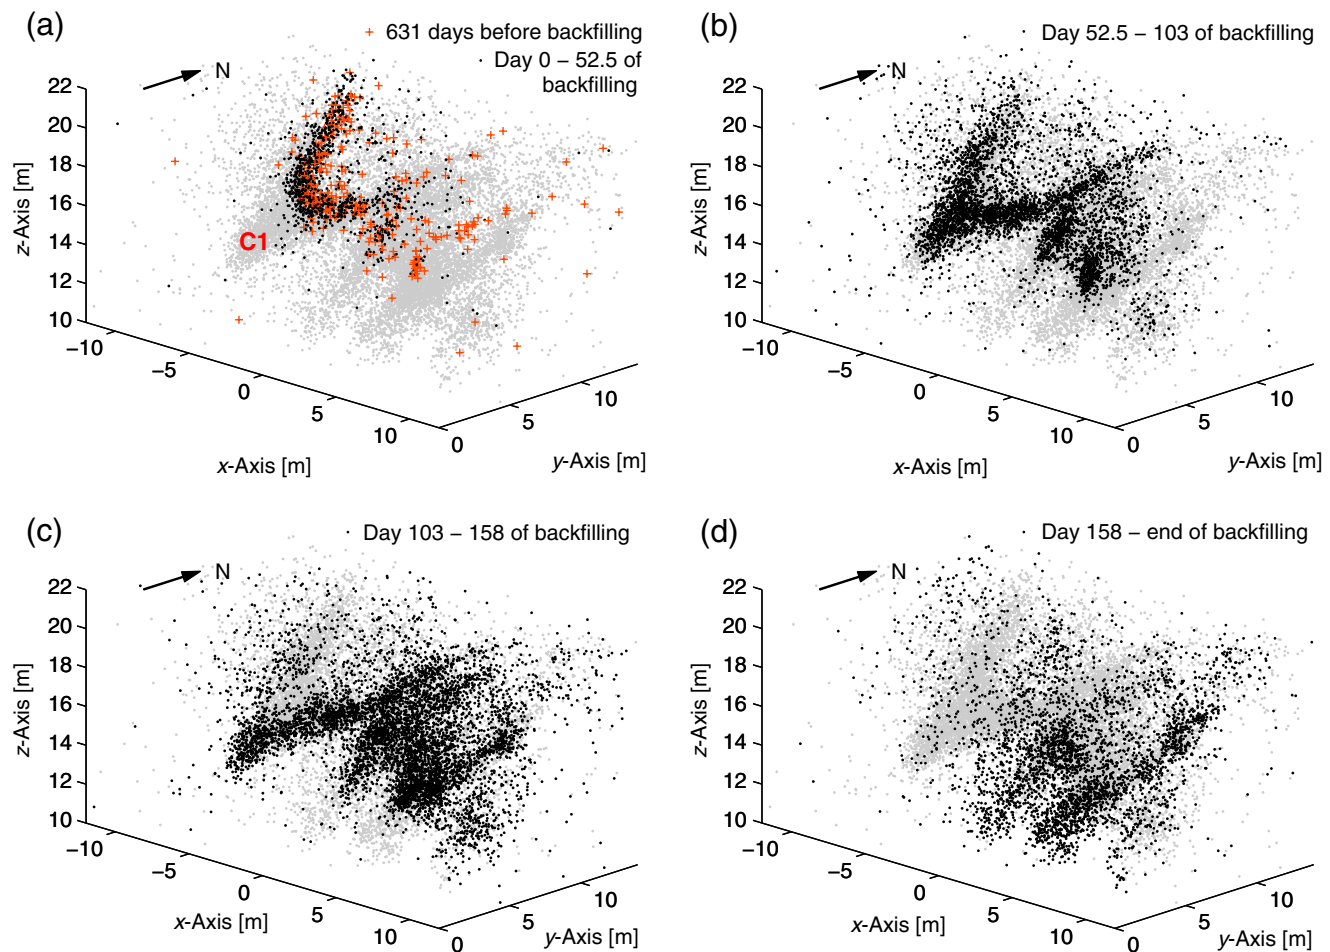 (a)
+ 631 days before backfilling
· Day 0 – 52.5 of
backfilling
N
22
20
18
16
14
12
10
z-Axis [m]
C1
−10
−5
0
5
10
x-Axis [m]
0
5
10
y-Axis [m]
(b)
· Day 52.5 – 103 of backfilling
N
22
20
18
16
14
12
10
z-Axis [m]
−10
−5
0
5
10
x-Axis [m]
0
5
10
y-Axis [m]
(c)
· Day 103 – 158 of backfilling
N
22
20
18
16
14
12
10
z-Axis [m]
−10
−5
0
5
10
x-Axis [m]
0
5
10
y-Axis [m]
(d)
· Day 158 – end of backfilling
N
22
20
18
16
14
12
10
z-Axis [m]
−10
−5
0
5
10
x-Axis [m]
0
5
10
y-Axis [m]